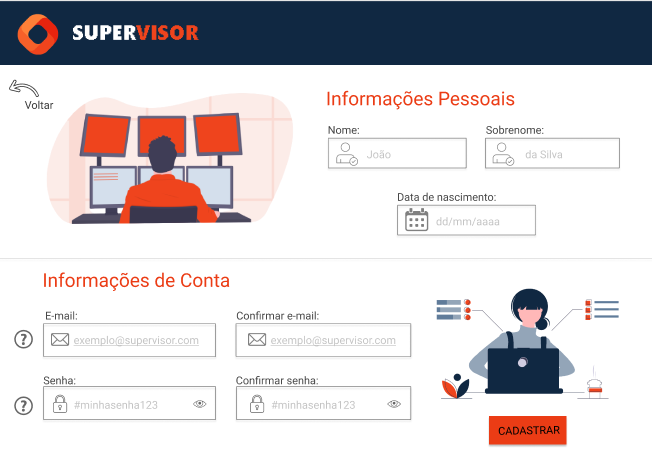 SUPERVISOR
Voltar
Informações Pessoais
Nome: Sobrenome:
João da Silva
Data de nascimento:
dd/mm/aaaa
Informações de Conta
E-mail: Confirmar e-mail:
? exemplo@supervisor.com exemplo@supervisor.com
Senha: Confirmar senha:
? #minhasenha123 #minhasenha123
CADASTRAR